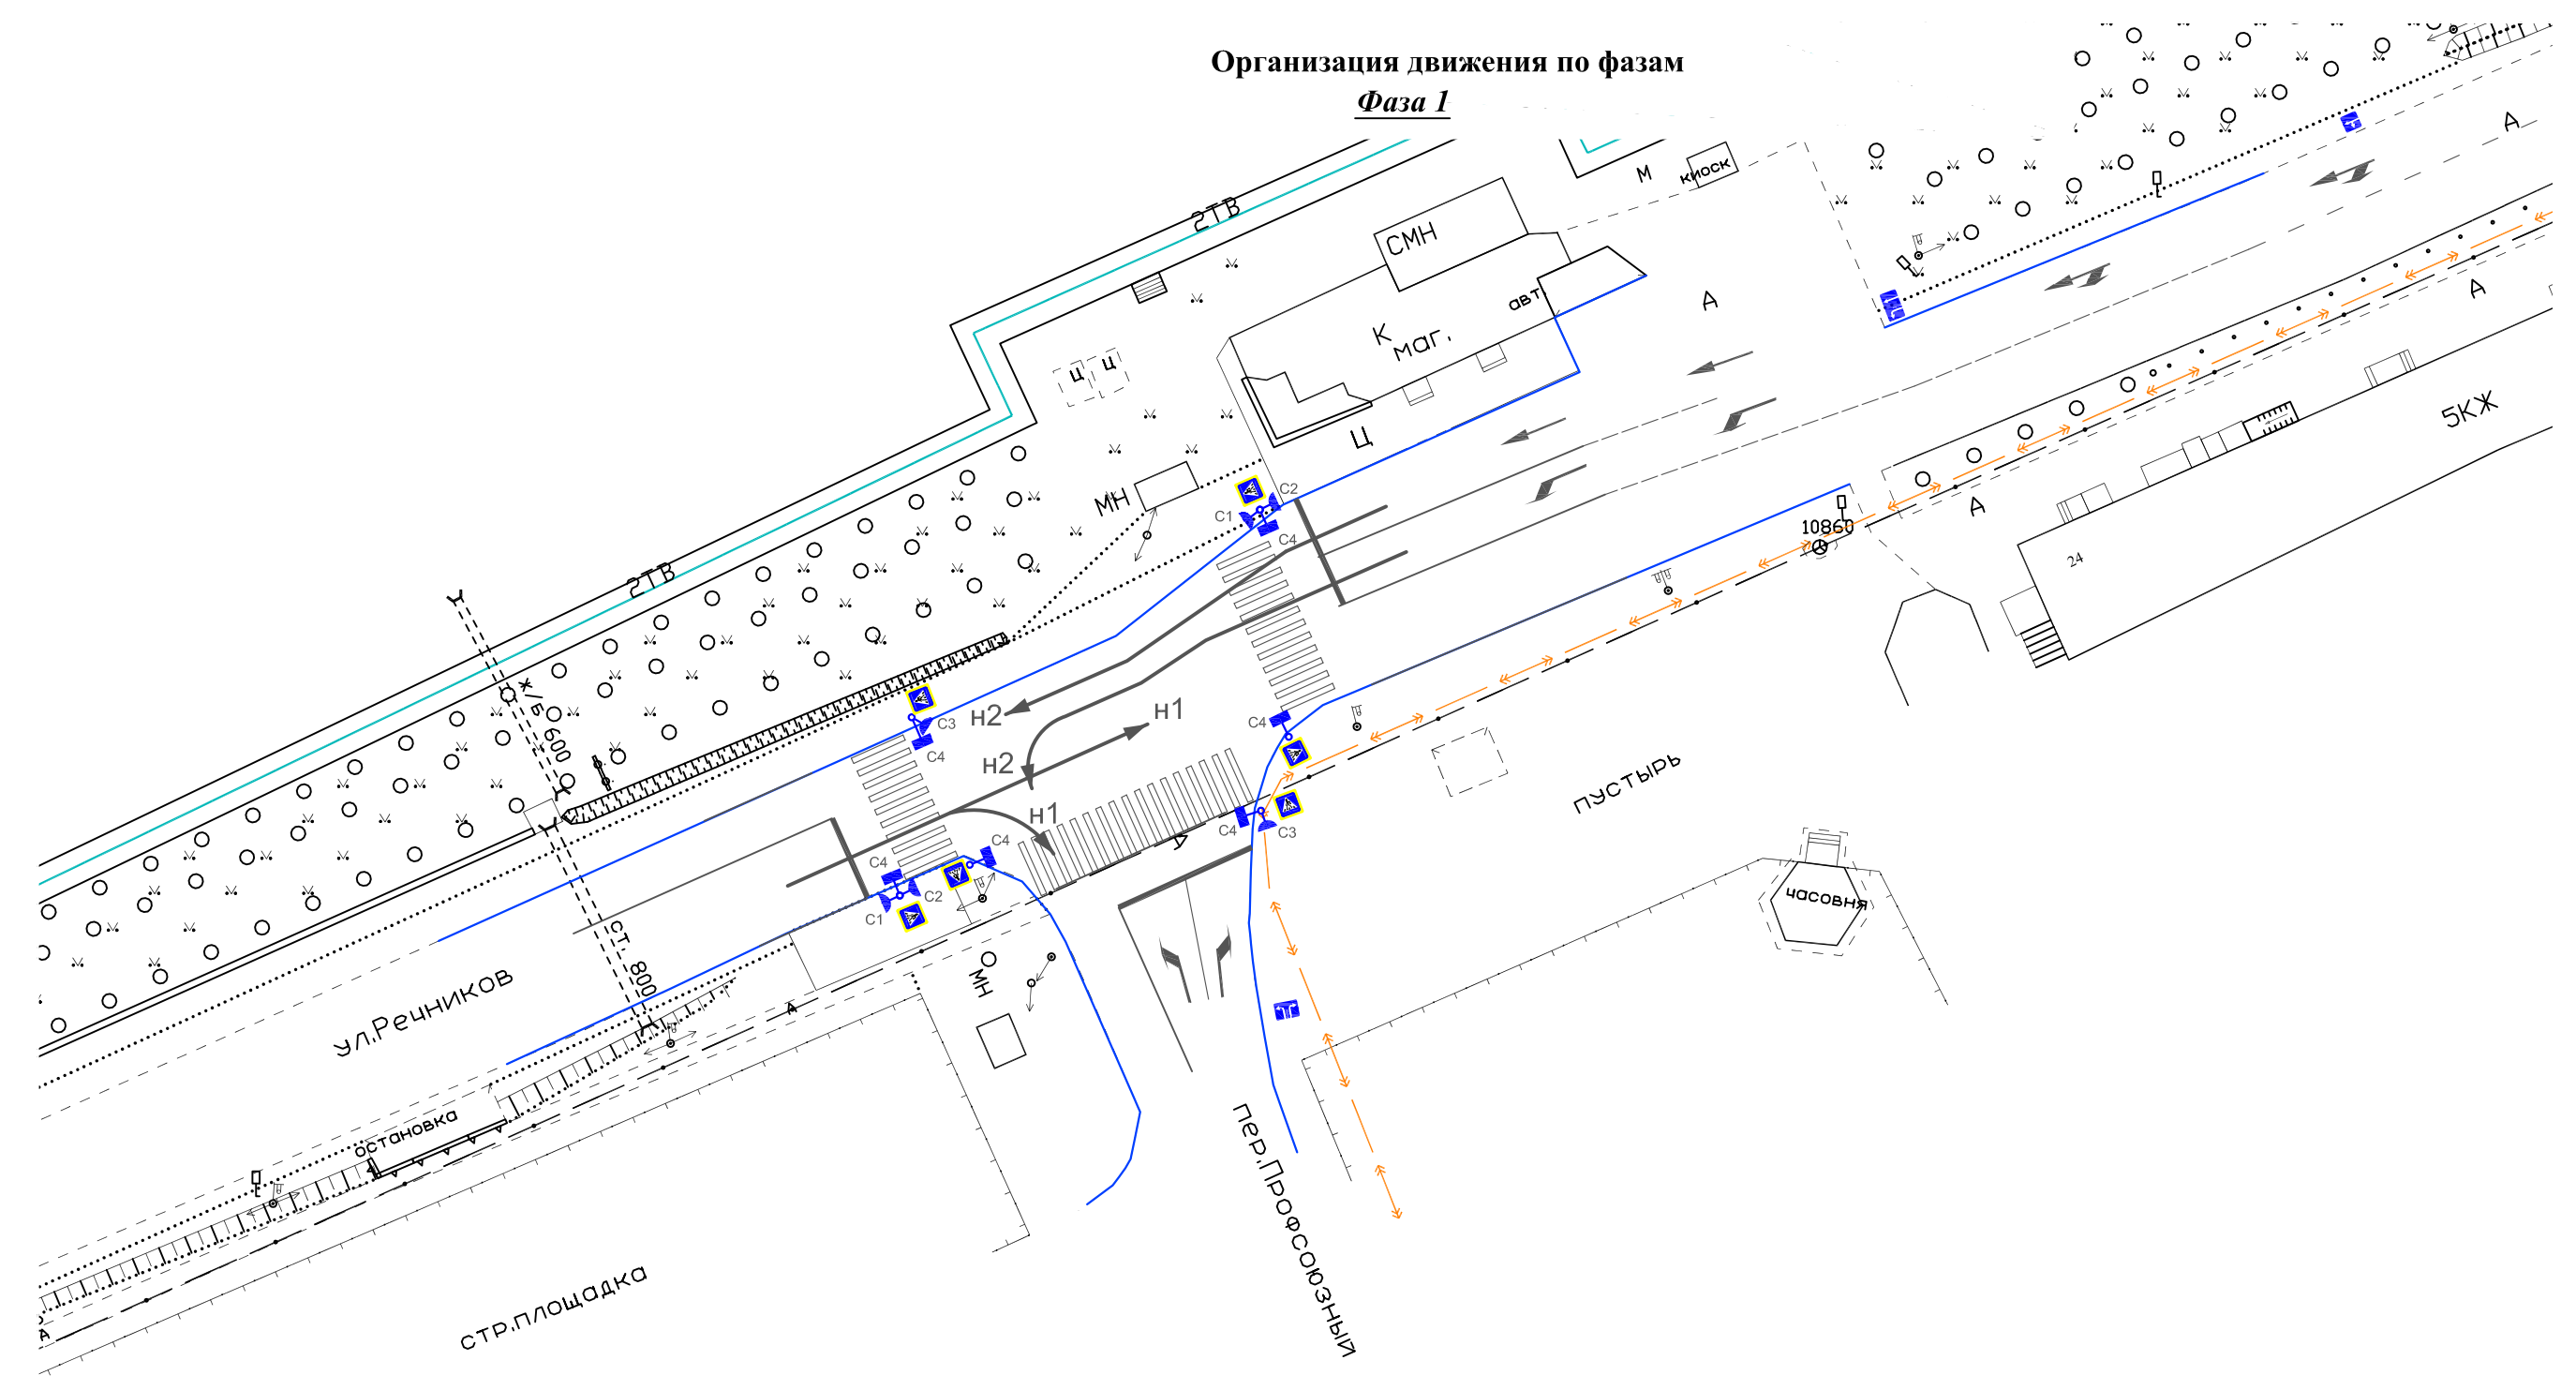 Организация движения по фазам
Фаза 1
2ТВ
М
киоск
А
СМН
К
маг.
авт.
А
А
Ц
Ц
Ц
5КЖ
МН
С2
С1
С4
10860
А
24
2ТВ
ж/б 600
С3
С4
н2
н1
н2
С4
н1
С4
С3
С4
С4
С2
С1
А
пустырь
часовня
ст. 800
МН
А
ул.Речников
остановка
пер.Профсоюзный
стр.площадка
А